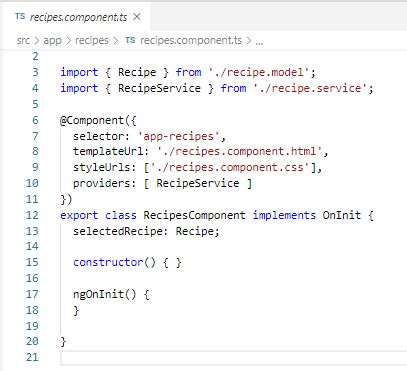 TS recipes.component.ts ×
src > app > recipes > TS recipes.component.ts > ...
2
3 import { Recipe } from './recipe.model';
4 import { RecipeService } from './recipe.service';
5
6 @Component({
7   selector: 'app-recipes',
8   templateUrl: './recipes.component.html',
9   styleUrls: ['./recipes.component.css'],
10   providers: [ RecipeService ]
11 })
12 export class RecipesComponent implements OnInit {
13   selectedRecipe: Recipe;
14
15   constructor() { }
16
17   ngOnInit() {
18   }
19
20 }
21